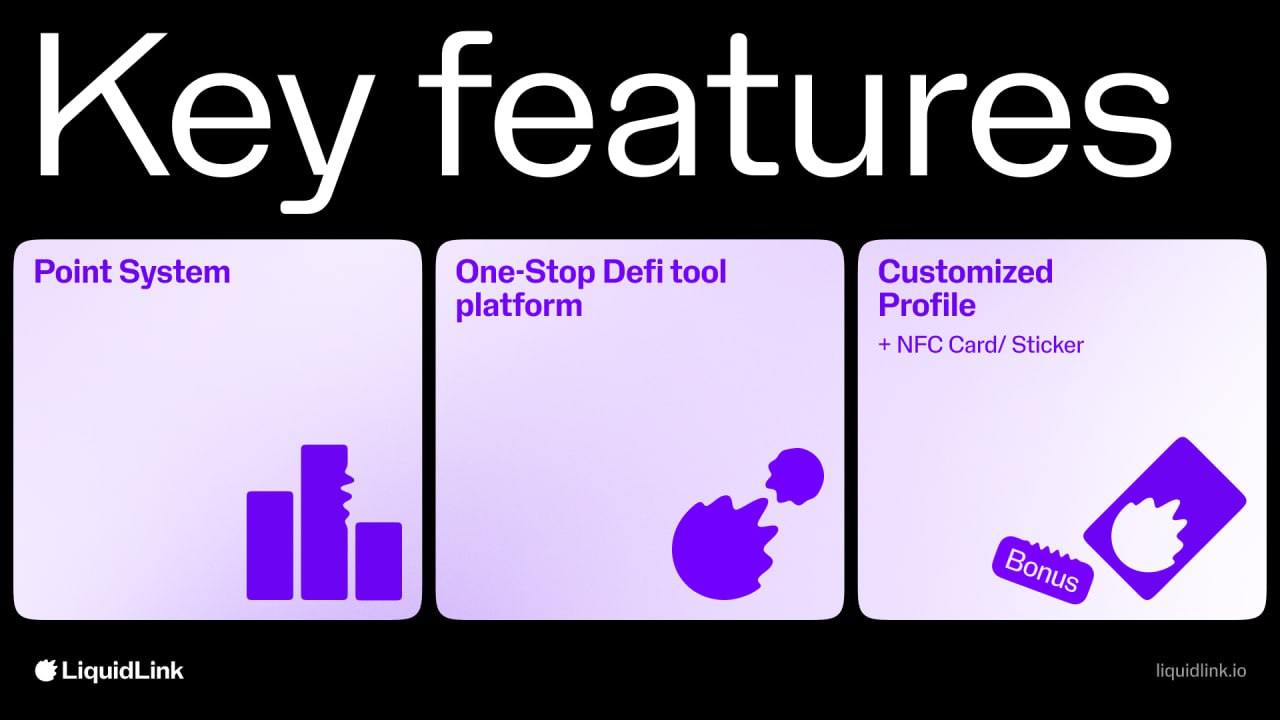 Key features
Point System
One-Stop Defi tool
platform
Customized
Profile
+ NFC Card/ Sticker
Bonus
LiquidLink
liquidlink.io